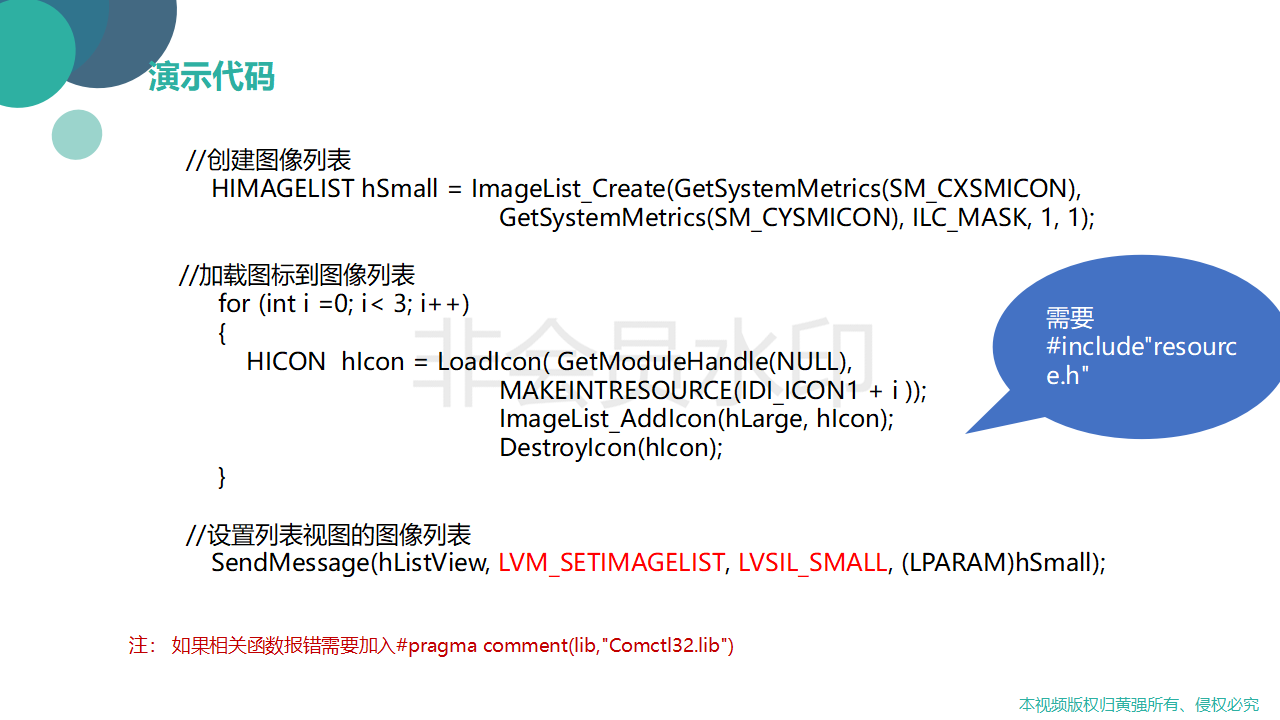 演示代码
//创建图像列表
HIMAGELIST hSmall = ImageList_Create(GetSystemMetrics(SM_CXSMICON),
GetSystemMetrics(SM_CYSMICON), ILC_MASK, 1, 1);
//加载图标到图像列表
for (int i =0; i< 3; i++)
{
HICON  hIcon = LoadIcon( GetModuleHandle(NULL),
MAKEINTRESOURCE(IDI_ICON1 + i ));
ImageList_AddIcon(hLarge, hIcon);
DestroyIcon(hIcon);
}
需要
#include"resourc
e.h"
非会员水印
//设置列表视图的图像列表
SendMessage(hListView, LVM_SETIMAGELIST, LVSIL_SMALL, (LPARAM)hSmall);
注： 如果相关函数报错需要加入#pragma comment(lib,"Comctl32.lib")
本视频版权归黄强所有、侵权必究